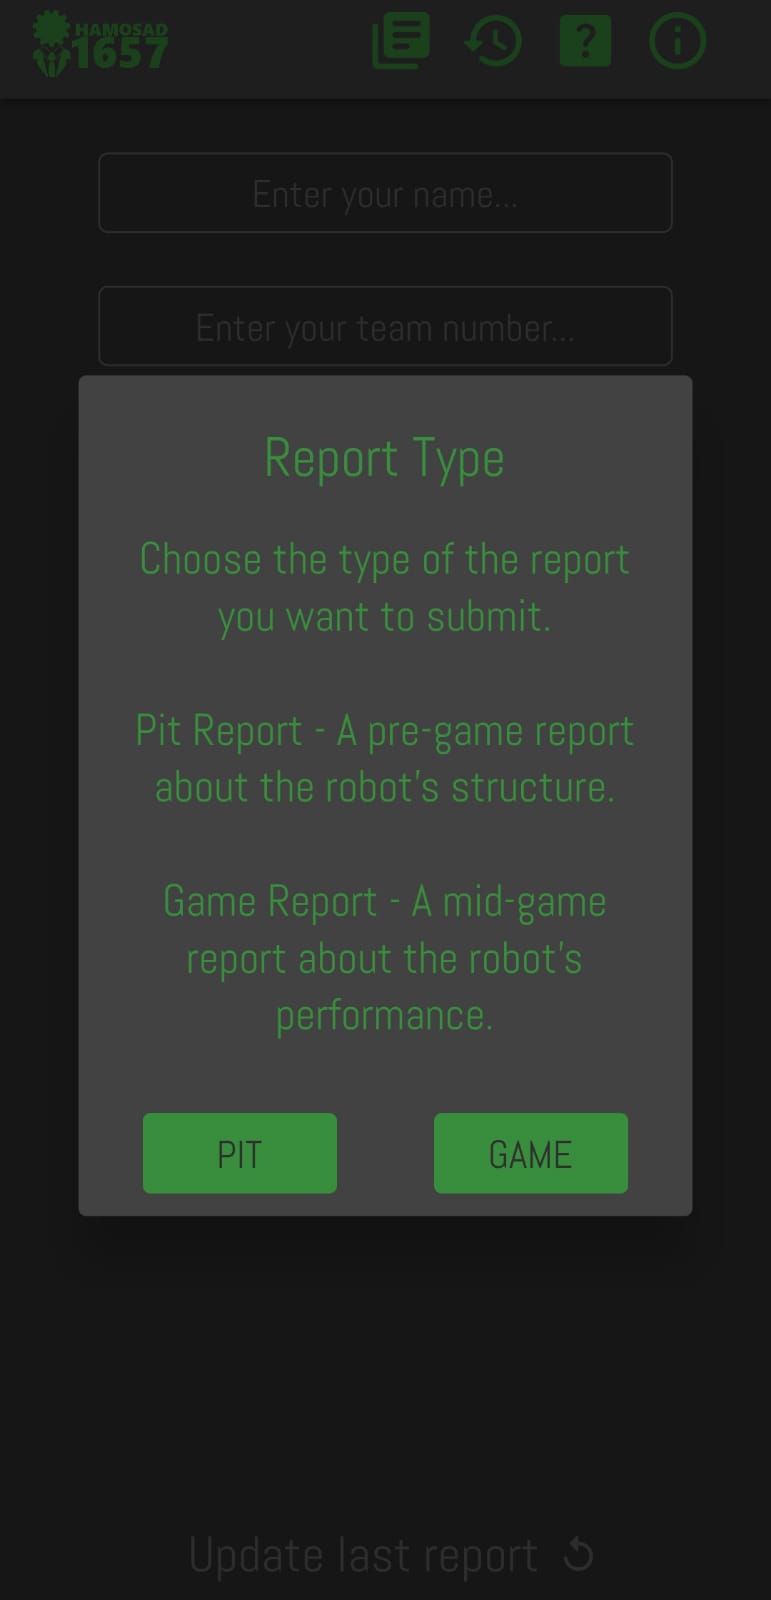 HAMOSAD
1657
Enter your name...
Enter your team number...
Report Type
Choose the type of the report
you want to submit.
Pit Report - A pre-game report
about the robot's structure.
Game Report - A mid-game
report about the robot's
performance.
PIT
GAME
Update last report